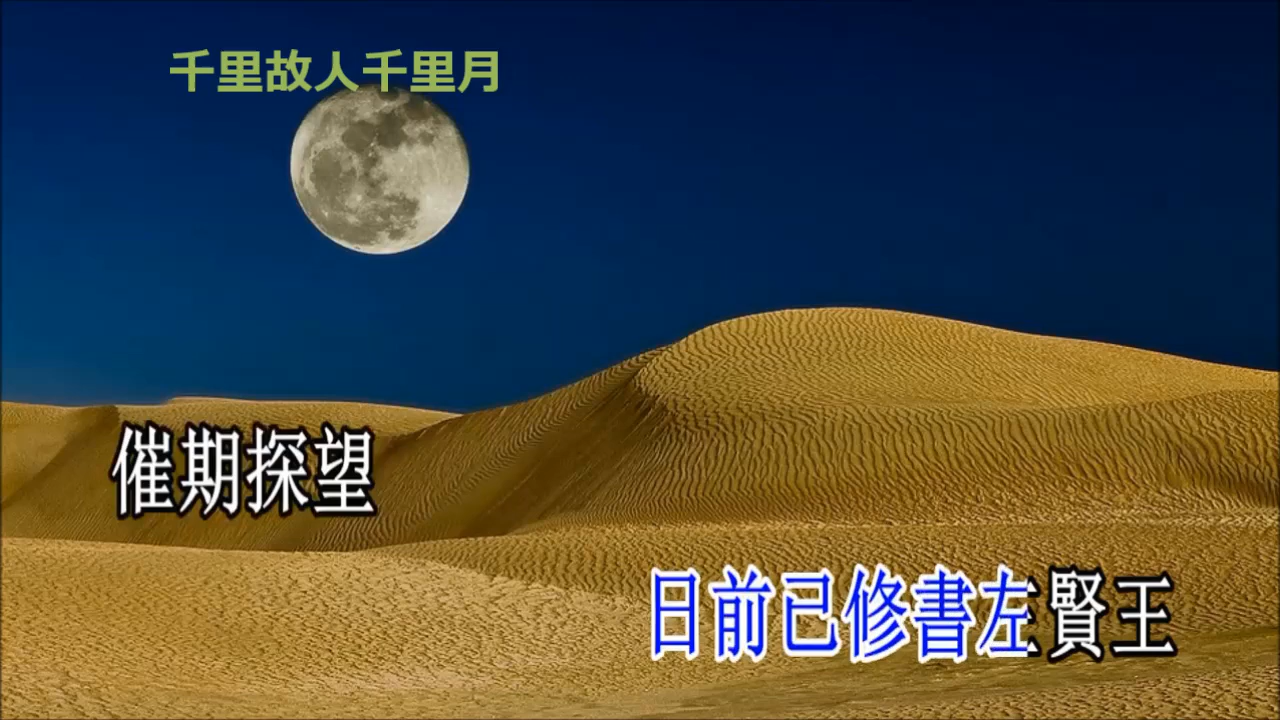 千里故人千里月
催期探望
日前已修書左賢王